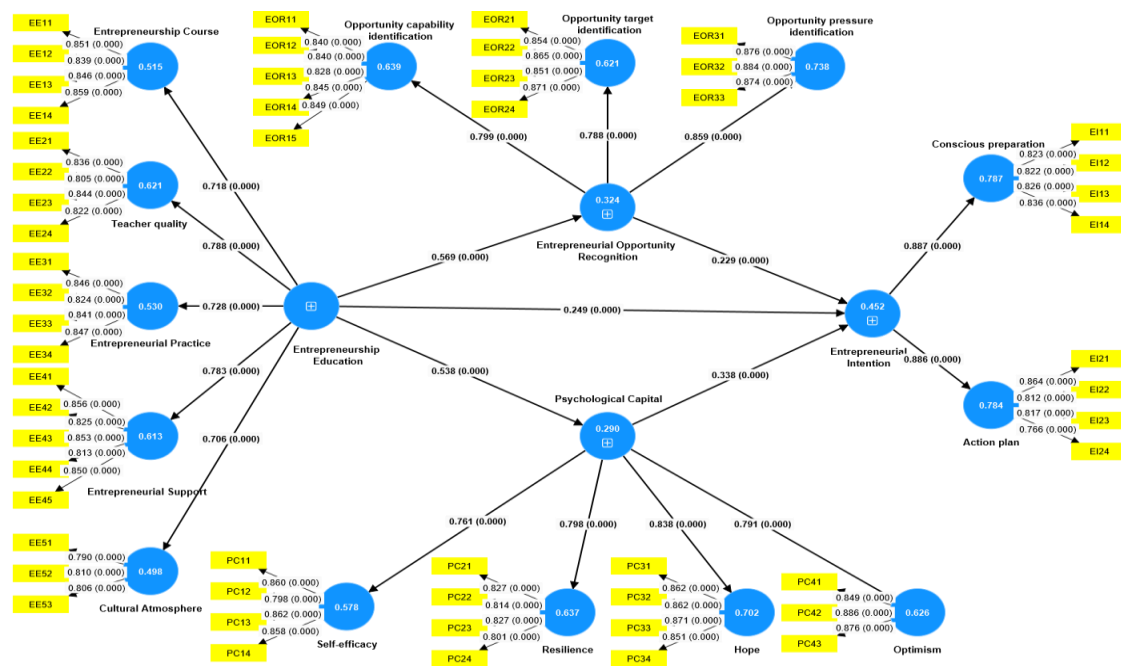 EE11
EE12
EE13
EE14
0.851 (0.000)
0.839 (0.000)
0.846 (0.000)
0.859 (0.000)
Entrepreneurship Course
0.515
EOR11
EOR12
EOR13
EOR14
EOR15
0.840 (0.000)
0.840 (0.000)
0.828 (0.000)
0.845 (0.000)
0.849 (0.000)
Opportunity capability
identification
0.639
EOR21
EOR22
EOR23
EOR24
0.854 (0.000)
0.865 (0.000)
0.851 (0.000)
0.871 (0.000)
Opportunity target
identification
0.621
EOR31
EOR32
EOR33
0.876 (0.000)
0.884 (0.000)
0.874 (0.000)
Opportunity pressure
identification
0.738
0.799 (0.000)
0.788 (0.000)
0.859 (0.000)
0.718 (0.000)
EE21
EE22
EE23
EE24
0.836 (0.000)
0.805 (0.000)
0.844 (0.000)
0.822 (0.000)
0.621
Teacher quality
0.788 (0.000)
0.324
Entrepreneurial Opportunity
Recognition
0.569 (0.000)
0.229 (0.000)
Conscious preparation
0.787
0.823 (0.000)
0.822 (0.000)
0.826 (0.000)
0.836 (0.000)
EI11
EI12
EI13
EI14
0.887 (0.000)
EE31
EE32
EE33
EE34
0.846 (0.000)
0.824 (0.000)
0.841 (0.000)
0.847 (0.000)
0.530
Entrepreneurial Practice
0.728 (0.000)
Entrepreneurship
Education
0.249 (0.000)
0.452
Entrepreneurial
Intention
0.886 (0.000)
EE41
EE42
EE43
EE44
EE45
0.856 (0.000)
0.825 (0.000)
0.853 (0.000)
0.813 (0.000)
0.850 (0.000)
0.613
Entrepreneurial Support
0.783 (0.000)
0.706 (0.000)
0.538 (0.000)
0.338 (0.000)
Psychological Capital
0.290
0.784
Action plan
0.864 (0.000)
0.812 (0.000)
0.817 (0.000)
0.766 (0.000)
EI21
EI22
EI23
EI24
EE51
EE52
EE53
0.790 (0.000)
0.810 (0.000)
0.806 (0.000)
0.498
Cultural Atmosphere
0.761 (0.000)
0.798 (0.000)
0.838 (0.000)
0.791 (0.000)
PC11
PC12
PC13
PC14
0.860 (0.000)
0.798 (0.000)
0.862 (0.000)
0.858 (0.000)
0.578
Self-efficacy
PC21
PC22
PC23
PC24
0.827 (0.000)
0.814 (0.000)
0.827 (0.000)
0.801 (0.000)
0.637
Resilience
PC31
PC32
PC33
PC34
0.862 (0.000)
0.862 (0.000)
0.871 (0.000)
0.851 (0.000)
0.702
Hope
PC41
PC42
PC43
0.849 (0.000)
0.886 (0.000)
0.876 (0.000)
0.626
Optimism